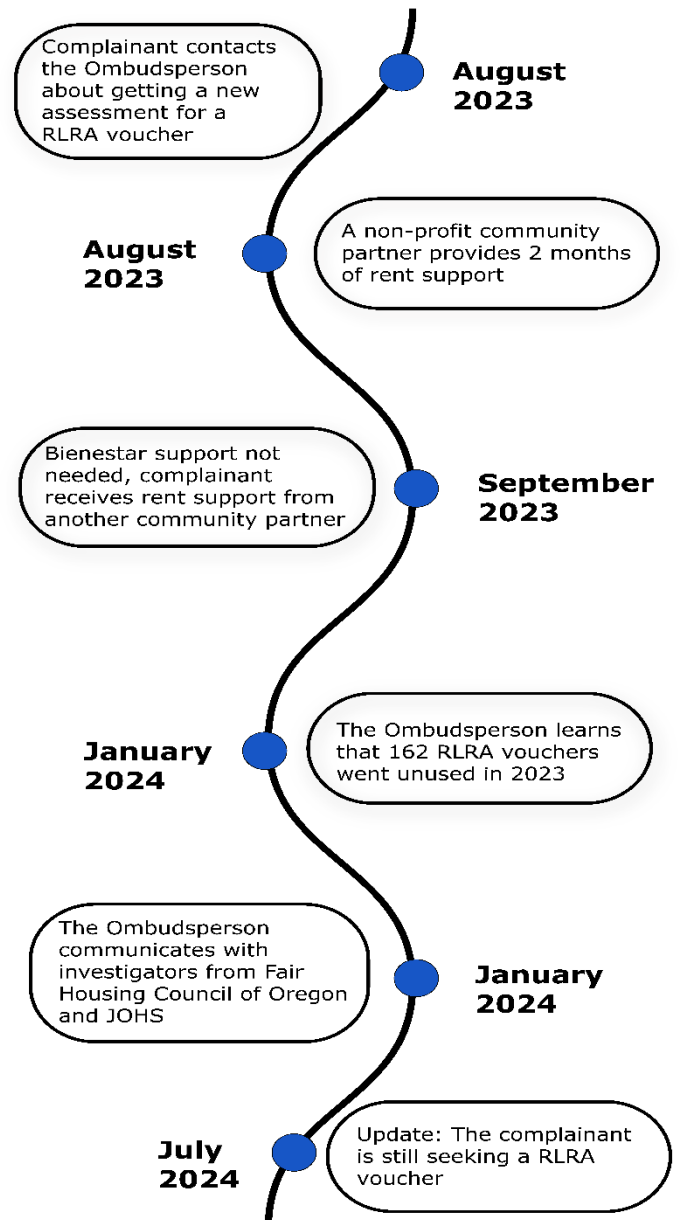 Complainant contacts
the Ombudsperson
about getting a new
assessment for a
RLRA voucher
August
2023
August
2023
A non-profit community
partner provides 2 months
of rent support
Bienestar support not
needed, complainant
receives rent support from
another community partner
September
2023
January
2024
The Ombudsperson learns
that 162 RLRA vouchers
went unused in 2023
The Ombudsperson
communicates with
investigators from Fair
Housing Council of Oregon
and JOHS
January
2024
July
2024
Update: The complainant
is still seeking a RLRA
voucher